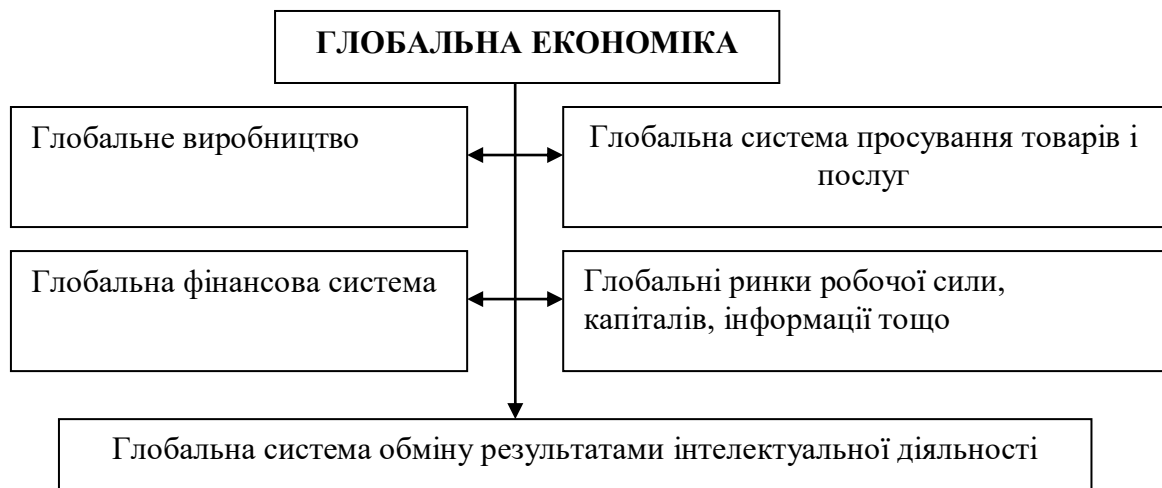 ГЛОБАЛЬНА ЕКОНОМІКА
Глобальне виробництво
Глобальна система просування товарів і
послуг
Глобальна фінансова система
Глобальні ринки робочої сили,
капіталів, інформації тощо
Глобальна система обміну результатами інтелектуальної діяльності